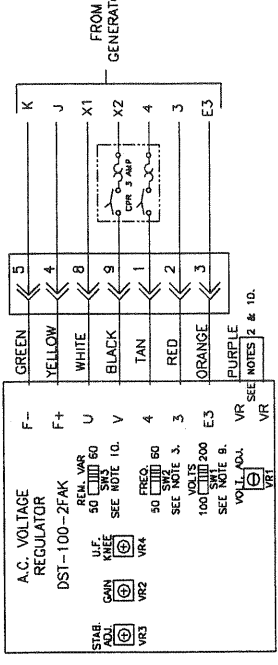 A.C. VOLTAGE
REGULATOR
DST-100-2FAK
STAB.
ADJ.
VR3
GAIN
VR2
U.F.
KNEE
VR4
REM. VAR
50 60
SW3
SEE NOTE 10.
FREQ.
50 60
SW2
SEE NOTE 3.
VOLTS
100 200
SW1
SEE NOTE 9.
VOLT. ADJ.
VR1
F- GREEN 5 K
F+ YELLOW 4 J
U WHITE 8 X1
V BLACK 9 X2
4 TAN 1 4
3 RED 2 3
E3 ORANGE 3 E3
VR PURPLE
VR SEE NOTES 2 & 10.
CPR 3 AMP
FROM
GENERATO